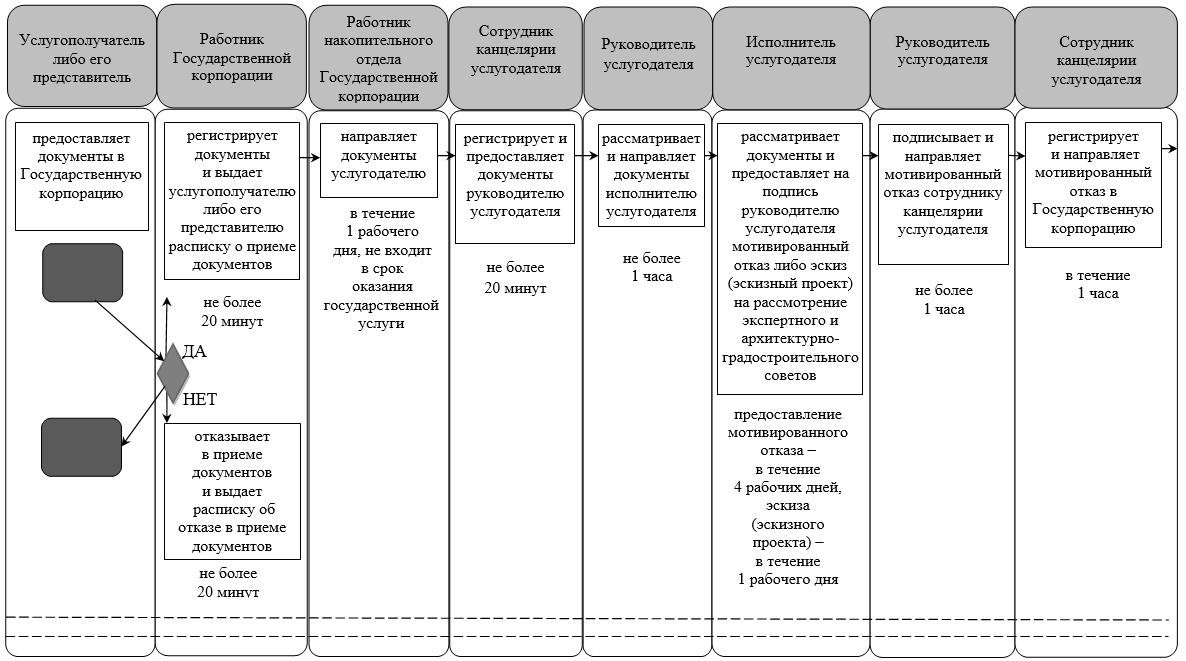 Услугополучатель
либо его
представитель
Работник
Государственной
корпорации
Работник
накопительного
отдела
Государственной
корпорации
Сотрудник
канцелярии
услугодателя
Руководитель
услугодателя
Исполнитель
услугодателя
Руководитель
услугодателя
Сотрудник
канцелярии
услугодателя
предоставляет
документы в
Государственную
корпорацию
регистрирует
документы
и выдает
услугополучателю
либо его
представителю
расписку о приеме
документов
не более
20 минут
ДА
НЕТ
отказывает
в приеме
документов
и выдает
расписку об
отказе в приеме
документов
не более
20 минут
направляет
документы
услугодателю
в течение
1 рабочего
дня, не входит
в срок
оказания
государственной
услуги
регистрирует и
предоставляет
документы
руководителю
услугодателя
не более
20 минут
рассматривает
и направляет
документы
исполнителю
услугодателя
не более
1 часа
рассматривает
документы и
предоставляет на
подпись
руководителю
услугодателя
мотивированный
отказ либо эскиз
(эскизный проект)
на рассмотрение
экспертного и
архитектурно-
градостроительного
советов
предоставление
мотивированного
отказа –
в течение
4 рабочих дней,
эскиза
(эскизного
проекта) –
в течение
1 рабочего дня
подписывает и
направляет
мотивированный
отказ сотруднику
канцелярии
услугодателя
не более
1 часа
регистрирует
и направляет
мотивированный
отказ в
Государственную
корпорацию
в течение
1 часа